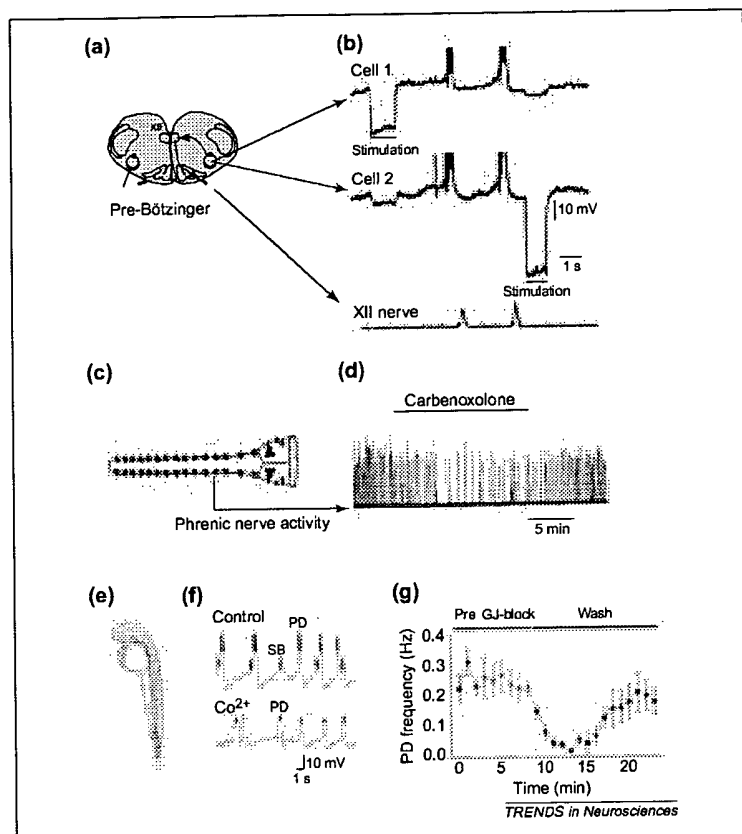 (a)
(b)
Cell 1
XII
Stimulation
Cell 2
Pre-Bötzinger
10 mV
1 s
Stimulation
XII nerve
(c)
(d)
Carbenoxolone
Phrenic nerve activity
5 min
(e)
(f)
(g)
Control
PD
SB
Co2+
PD
10 mV
1 s
Pre GJ-block Wash
0.4
0.3
0.2
0.1
0.0
PD frequency (Hz)
0 5 10 15 20
Time (min)
TRENDS in Neurosciences